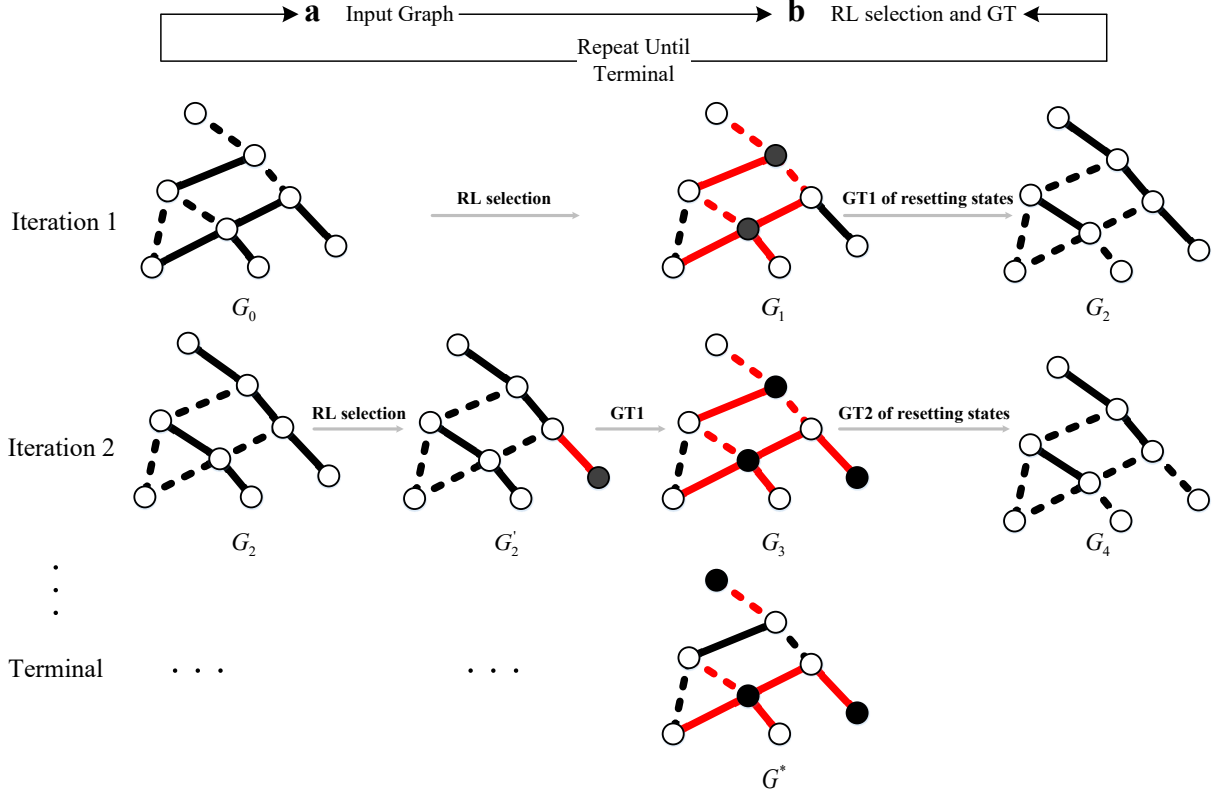 a Input Graph b RL selection and GT
Repeat Until
Terminal
Iteration 1
RL selection
GT1 of resetting states
G0
G1
G2
Iteration 2
RL selection
GT1
GT2 of resetting states
G2
G2'
G3
G4
. . .
Terminal
. . .
. . .
G*